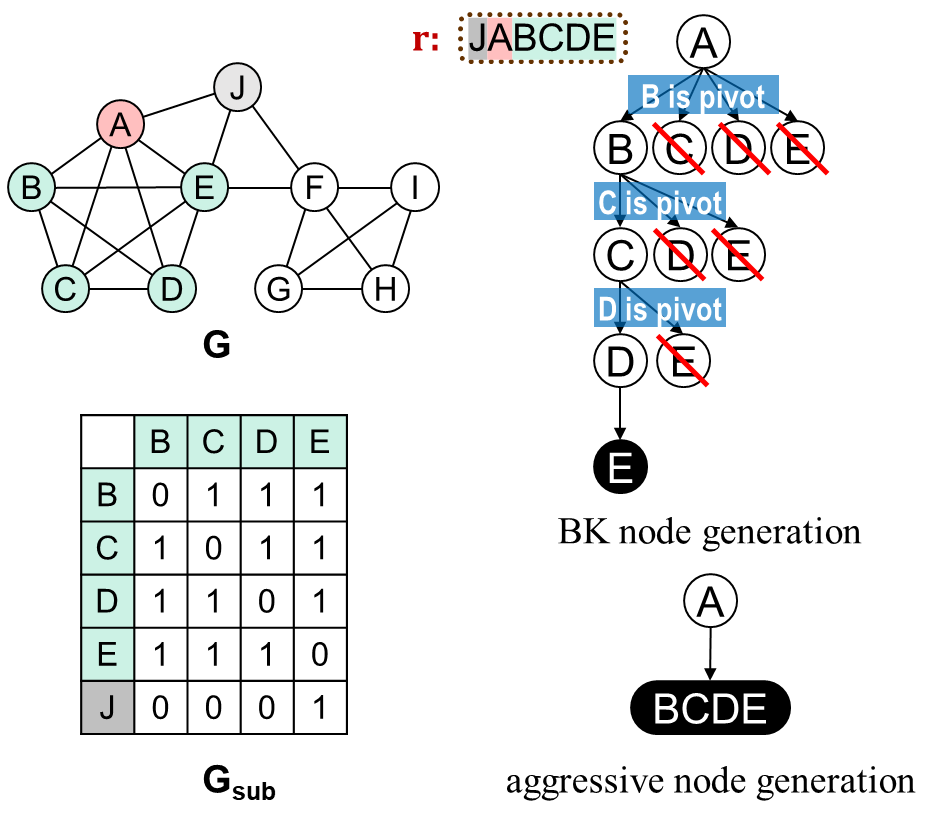 r: JABCDE
J
A
B
E
F
I
C
D
G
H
G
B C D E
B 0 1 1 1
C 1 0 1 1
D 1 1 0 1
E 1 1 1 0
J 0 0 0 1
Gsub
A
B is pivot
B C D E
C is pivot
C D E
D is pivot
D E
E
BK node generation
A
BCDE
aggressive node generation